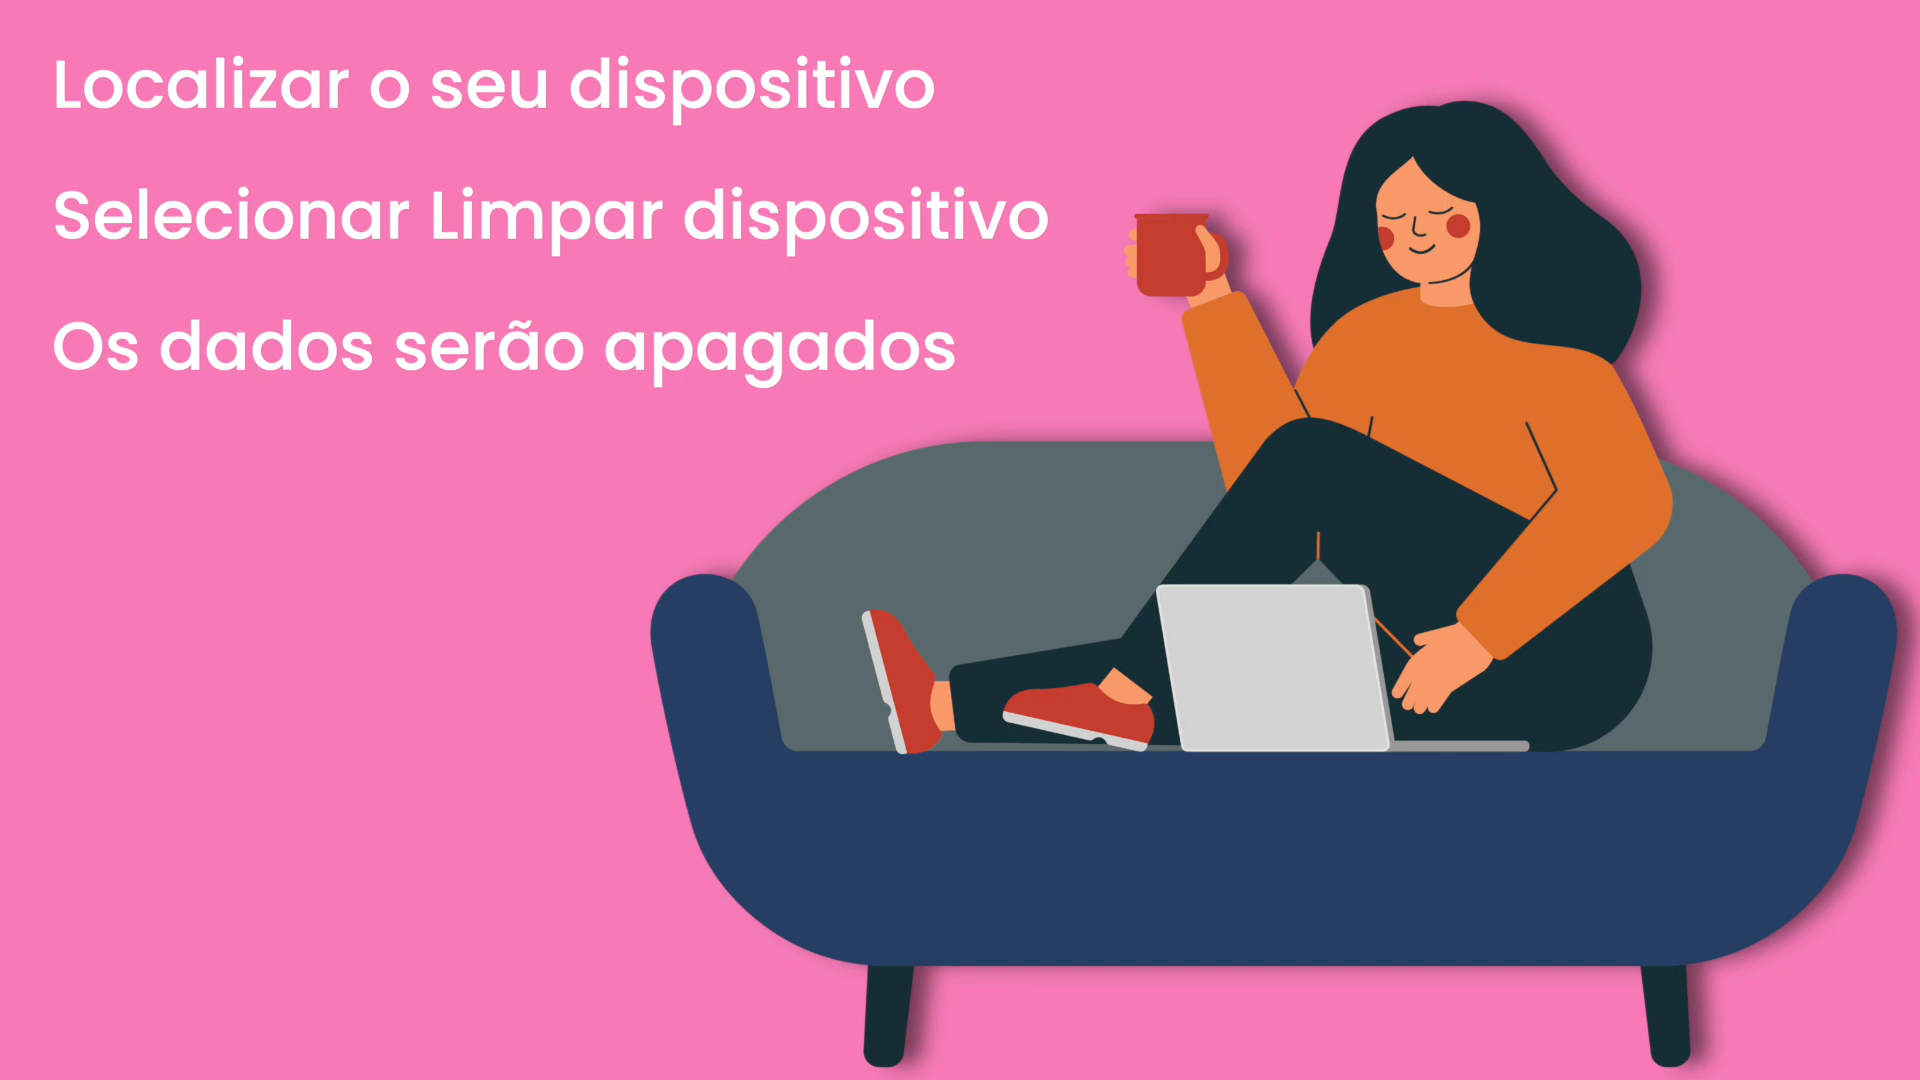 Localizar o seu dispositivo
Selecionar Limpar dispositivo
Os dados serão apagados